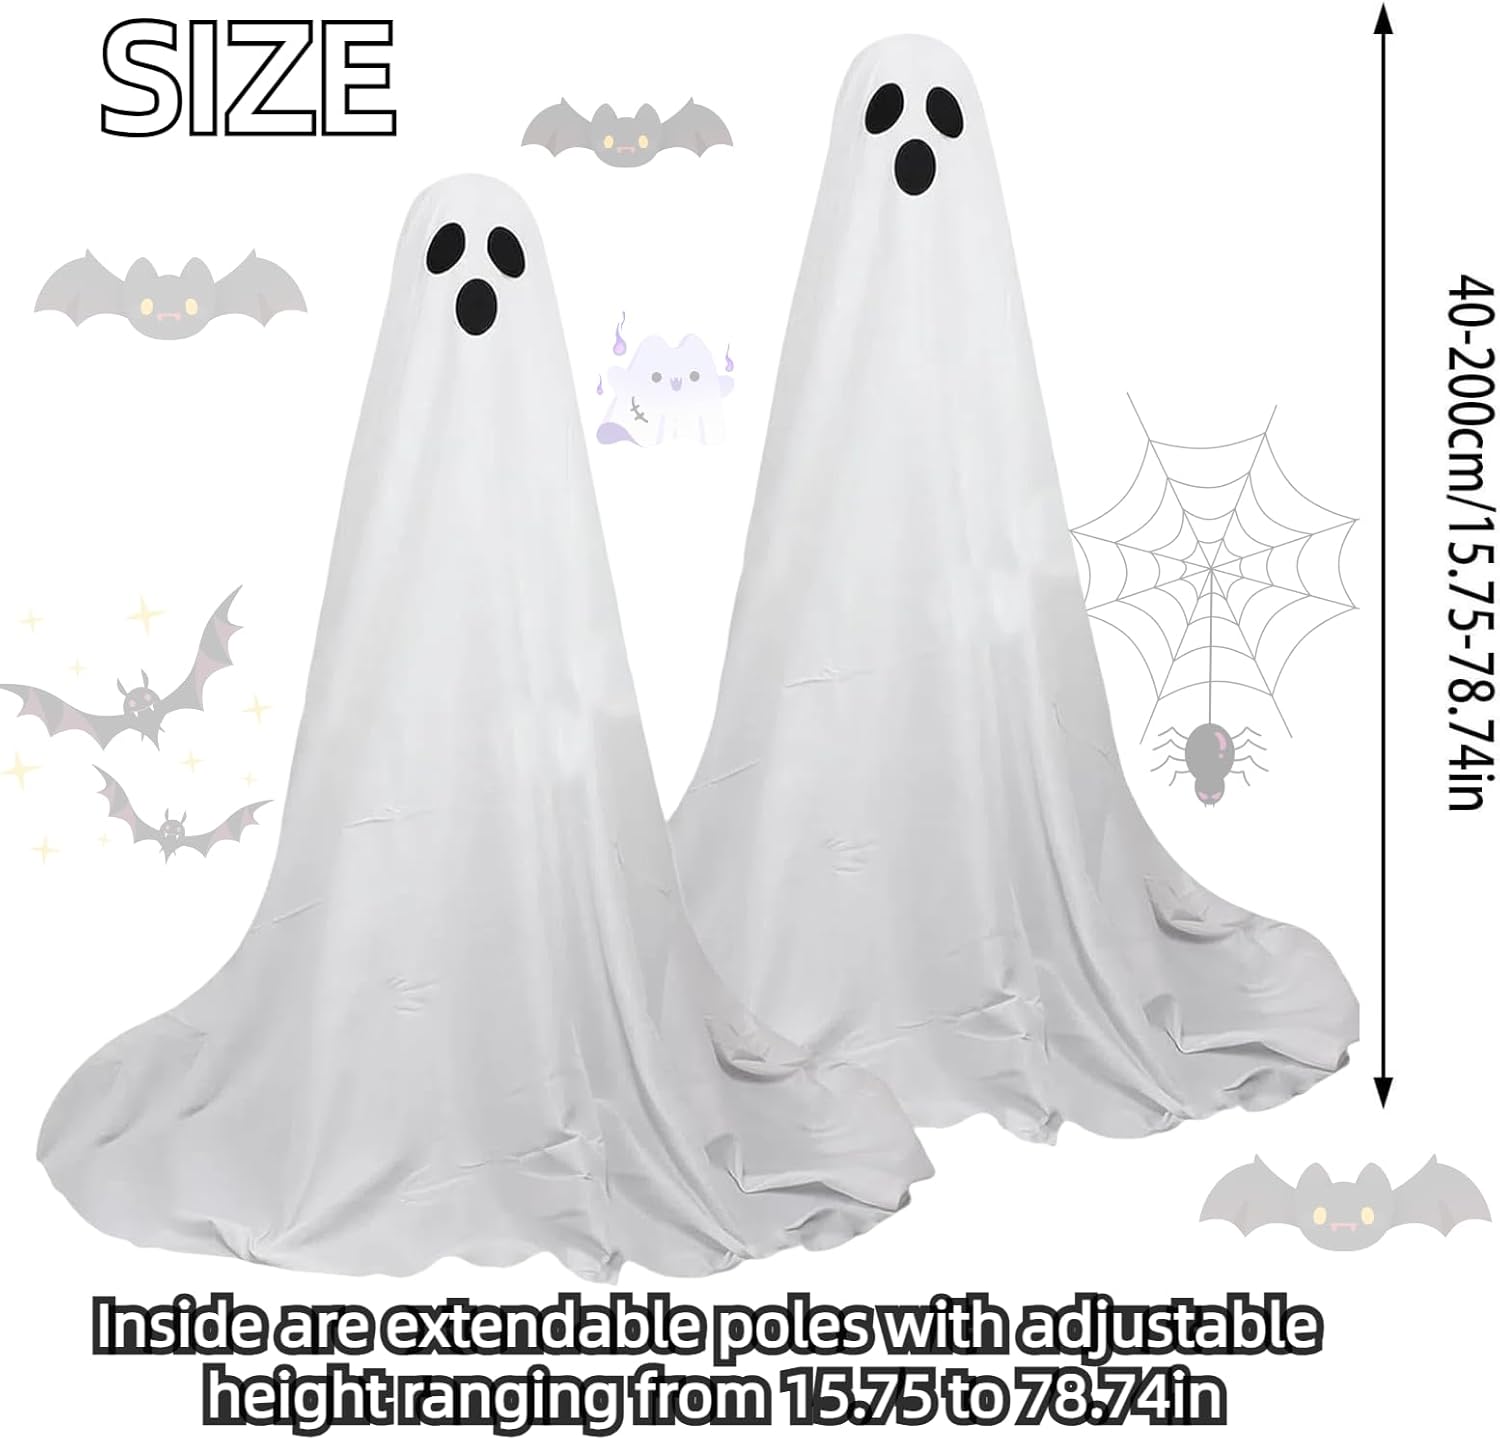 SIZE
40-200cm/15.75-78.74in
Inside are extendable poles with adjustable
height ranging from 15.75 to 78.74in